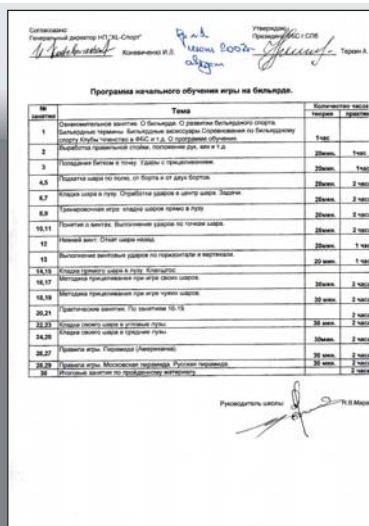 Согласовано
Генеральный директор НП "XL-Спорт"
Коневиченко И.Л.
Утверждаю
Президент ФБС г.СПб
июнь 2002г
Программа начального обучения игры на бильярде.
№ занятия
Тема
Количество часов
теория
практика
1
Ознакомительное занятие. О бильярде. О развитии бильярдного спорта.
Бильярдные термины. Бильярдные аксессуары Соревнования по бильярдному
спорту Клубы Членство в ФБС и т.д. О программе обучения.
1час
2
Выработка правильной стойки, положение рук, кия и т.д.
20мин.
1час
3
Попадания битком в точку. Удары с прицеливанием.
20мин.
1час
4,5
Подкатка шара по полю, от борта и от двух бортов.
20мин.
2 часа
6,7
Кладка шара в лузу. Отработка ударов в центр шара. Задачи.
20мин.
2 часа
8,9
Тренировочная игра: кладка шаров прямо в лузу.
20мин.
2 часа
10,11
Понятие о винтах. Выполнение ударов по точкам шара.
20мин.
2 часа
12
Нижний винт. Откат шара назад.
20мин.
1 час
13
Выполнение винтовых ударов по горизонтали и вертикали.
20 мин.
1 час
14,15
Кладка прямого шара в лузу. Клапштос.
16,17
Методика прицеливания при игре своих шаров.
30мин.
2 часа
18,19
Методика прицеливания при игре чужих шаров.
30 мин.
2 часа
20,21
Практические занятия. По занятиям 16-19.
2 часа
22,23
Кладка своего шара в угловые лузы.
30 мин.
2 часа
24,25
Кладка своего шара в средние лузы.
30мин.
2 часа
26,27
Правила игры. Пирамида (Американка).
30 мин.
2 часа
28,29
Правила игры. Московская пирамида. Русская пирамида.
30 мин.
2 часа
30
Итоговые занятия по пройденному материалу.
2 часа
Руководитель школы: